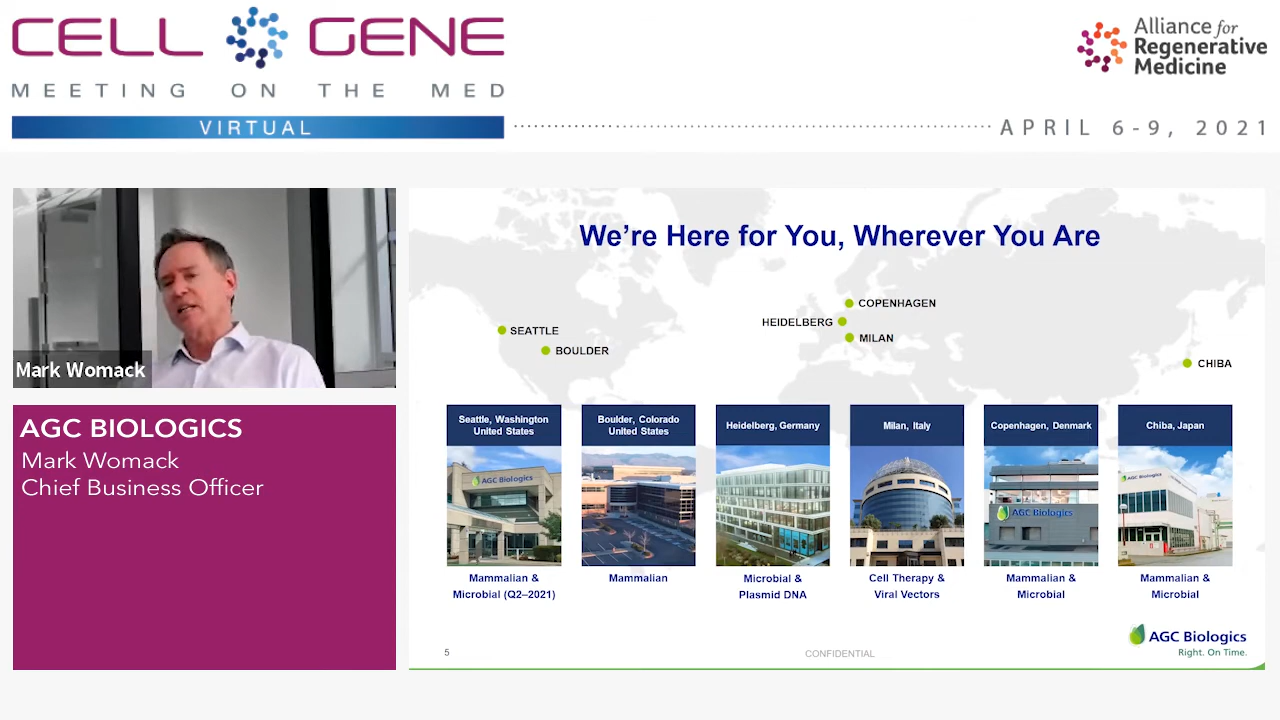 CELL GENE
MEETING ON THE MED
VIRTUAL
Alliance for
Regenerative
Medicine
APRIL 6-9, 2021
Mark Womack
AGC BIOLOGICS
Mark Womack
Chief Business Officer
We’re Here for You, Wherever You Are
COPENHAGEN
HEIDELBERG
SEATTLE
MILAN
BOULDER
CHIBA
Seattle, Washington
United States
Boulder, Colorado
United States
Heidelberg, Germany
Milan, Italy
Copenhagen, Denmark
Chiba, Japan
AGC Biologics
AGC Biologics
AGC Biologics
Mammalian &
Microbial (Q2–2021)
Mammalian
Microbial &
Plasmid DNA
Cell Therapy &
Viral Vectors
Mammalian &
Microbial
Mammalian &
Microbial
AGC Biologics
Right. On Time.
5
CONFIDENTIAL